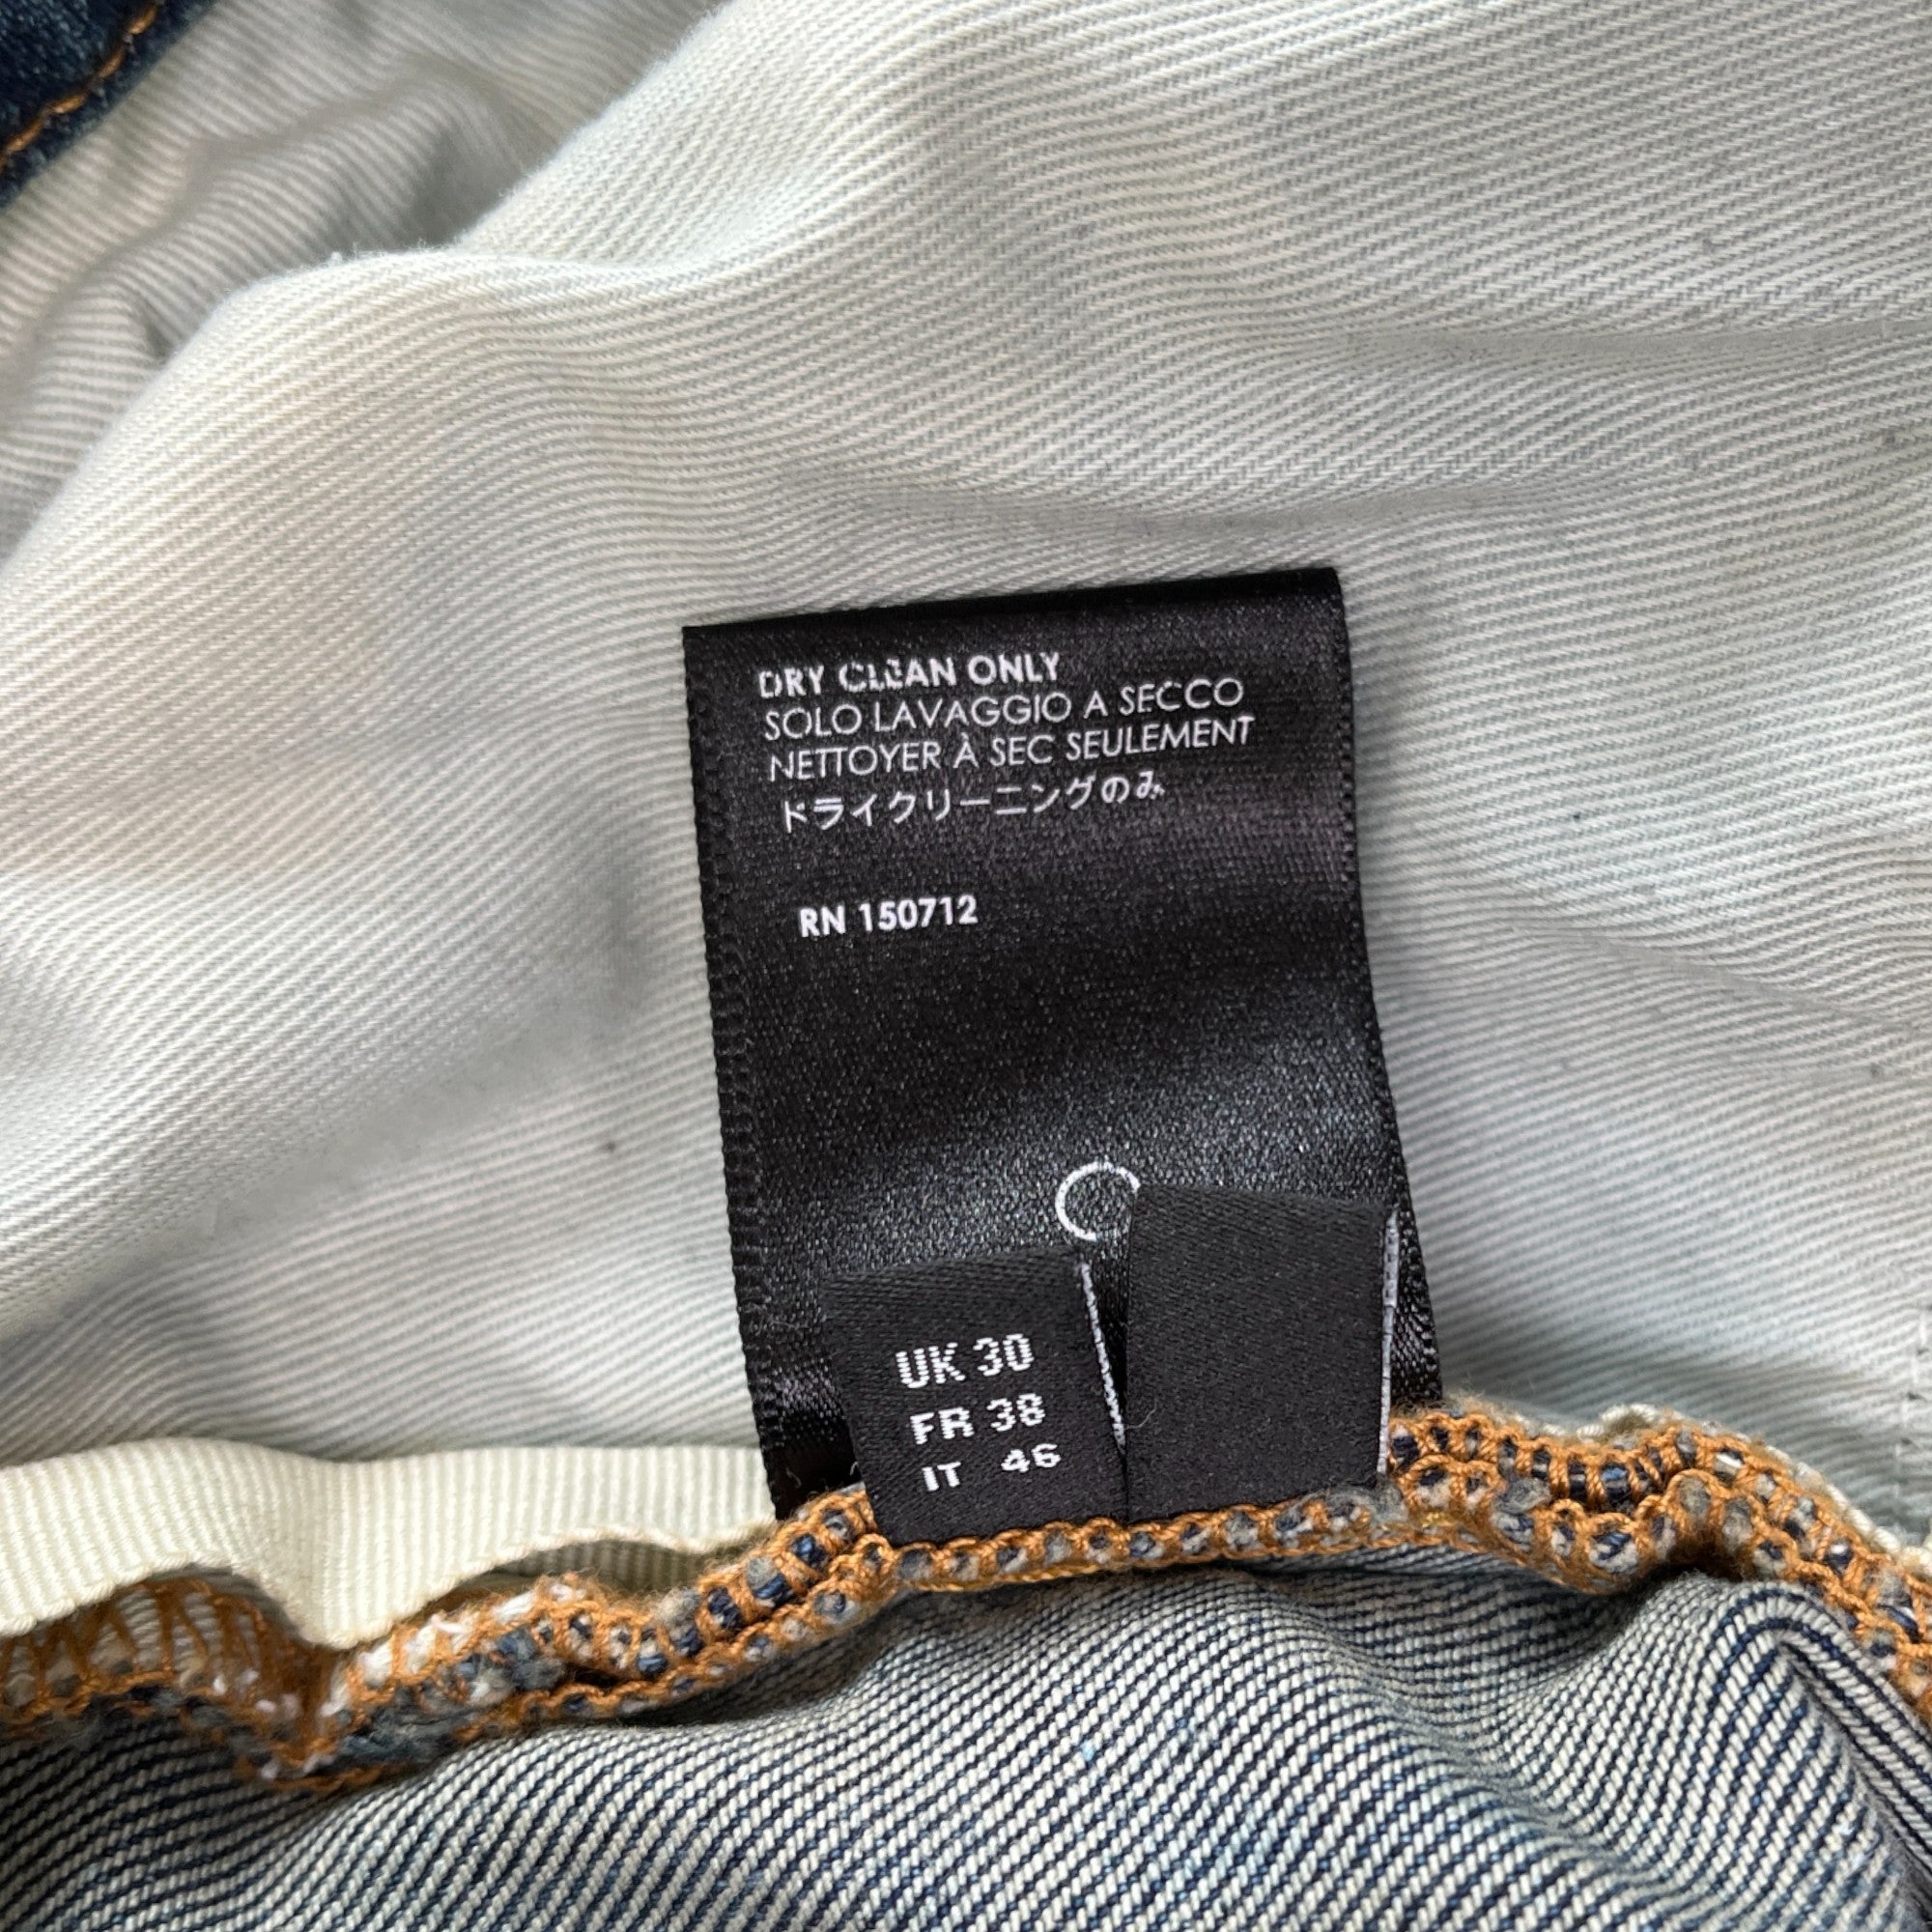 DRY CLEAN ONLY
SOLO LAVAGGIO A SECCO
NETTOYER À SEC SEULEMENT
ドライクリーニングのみ
RN 150712
UK 30
FR 38
IT 46